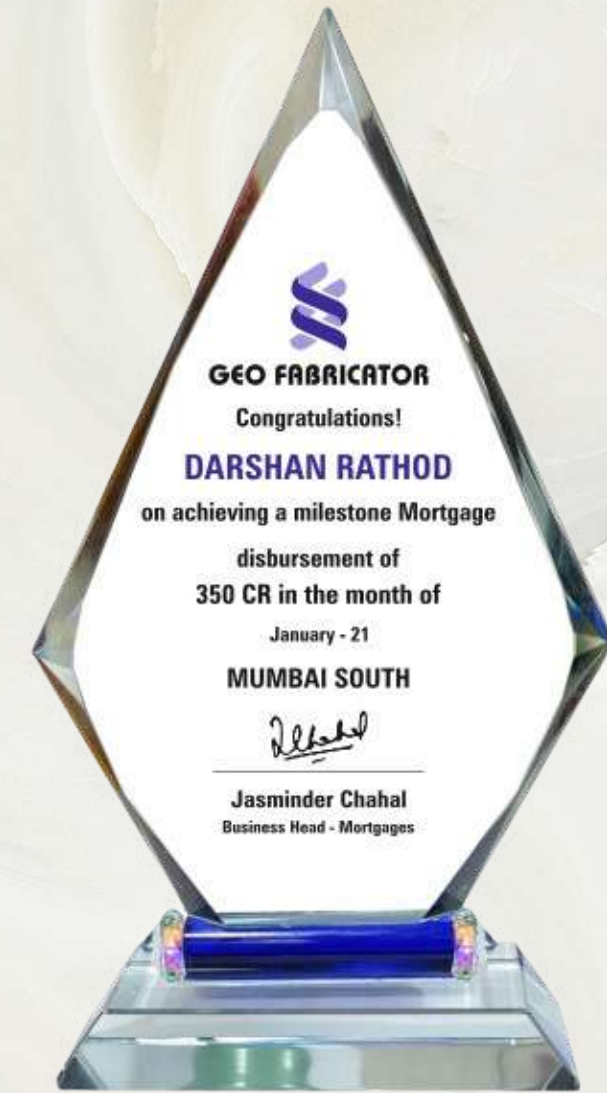 GEO FABRICATOR
Congratulations!
DARSHAN RATHOD
on achieving a milestone Mortgage
disbursement of
350 CR in the month of
January - 21
MUMBAI SOUTH
Jasminder Chahal
Business Head - Mortgages